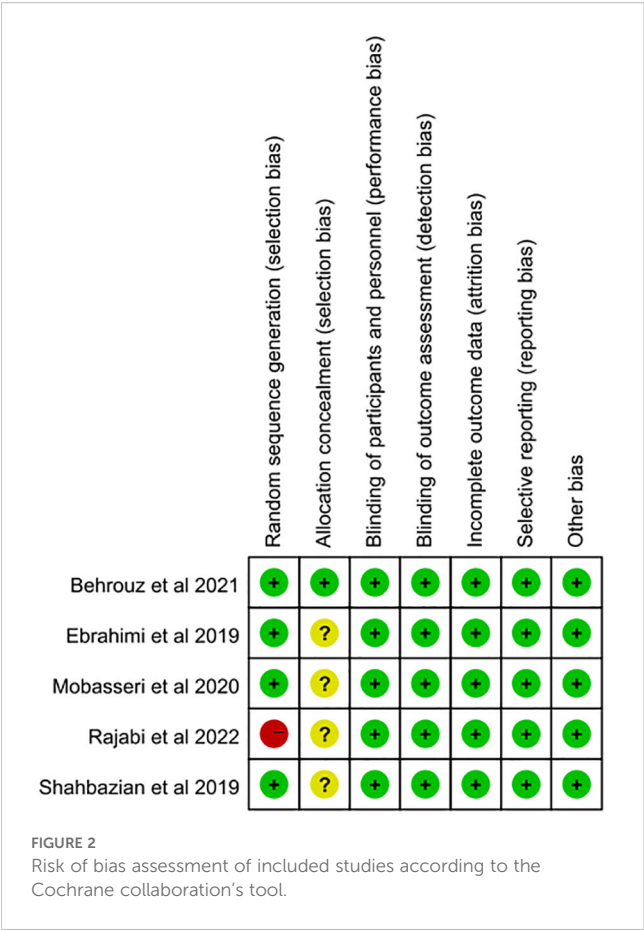 Random sequence generation (selection bias)
Allocation concealment (selection bias)
Blinding of participants and personnel (performance bias)
Blinding of outcome assessment (detection bias)
Incomplete outcome data (attrition bias)
Selective reporting (reporting bias)
Other bias
Behrouz et al 2021 + + + + + + +
Ebrahimi et al 2019 + ? + + + + +
Mobasseri et al 2020 + ? + + + + +
Rajabi et al 2022 – ? + + + + +
Shahbazian et al 2019 + ? + + + + +
FIGURE 2
Risk of bias assessment of included studies according to the
Cochrane collaboration’s tool.